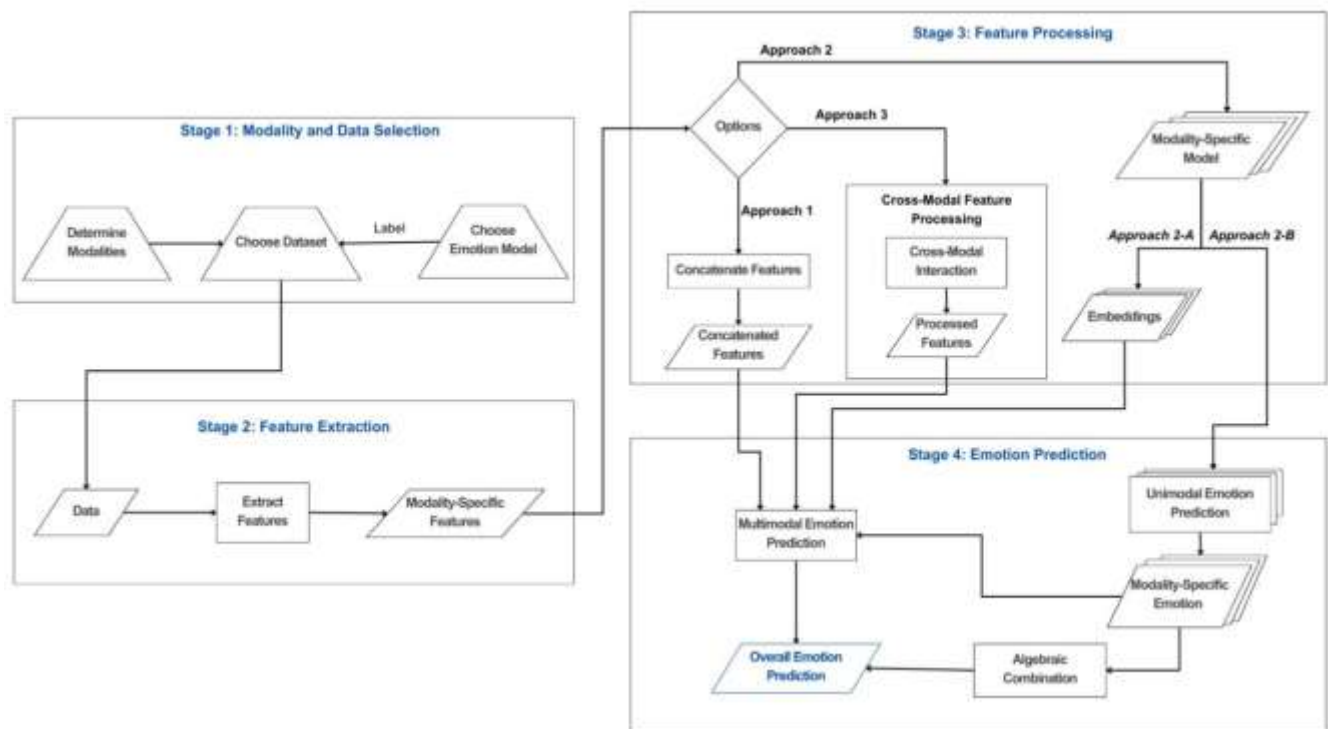 Stage 1: Modality and Data Selection
Determine
Modalities
Choose Dataset
Label
Choose
Emotion Model
Stage 2: Feature Extraction
Data
Extract
Features
Modality-Specific
Features
Stage 3: Feature Processing
Approach 2
Options
Approach 3
Modality-Specific
Model
Approach 1
Cross-Modal Feature
Processing
Approach 2-A
Approach 2-B
Concatenate Features
Cross-Modal
Interaction
Embeddings
Concatenated
Features
Processed
Features
Stage 4: Emotion Prediction
Unimodal Emotion
Prediction
Multimodal Emotion
Prediction
Modality-Specific
Emotion
Overall Emotion
Prediction
Algebraic
Combination